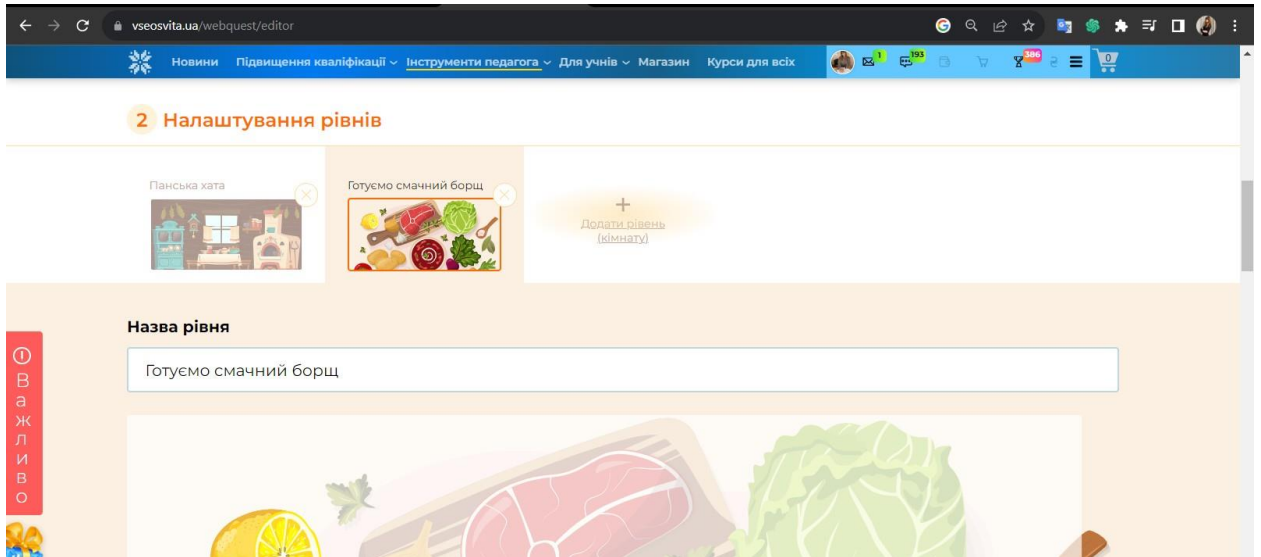 vseosvita.ua/webquest/editor
Новини Підвищення кваліфікації Інструменти педагога Для учнів Магазин Курси для всіх 1 193 386 ₴ 0
2 Налаштування рівнів
Панська хата
Готуємо смачний борщ
+
Додати рівень
(кімнату)
Назва рівня
Готуємо смачний борщ
Важливо